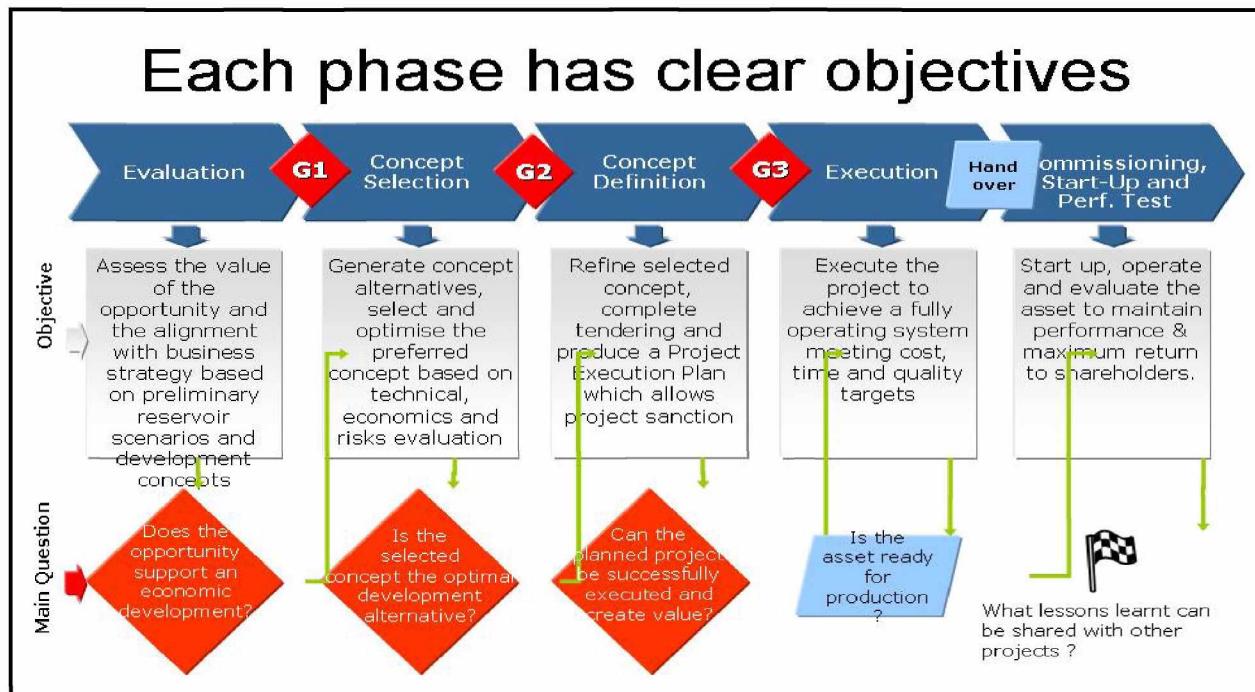 Each phase has clear objectives
Evaluation
G1
Concept
Selection
G2
Concept
Definition
G3
Execution
Hand
over
ommissioning,
Start-Up and
Perf. Test
Objective
Assess the value
of the
opportunity and
the alignment
with business
strategy based
on preliminary
reservoir
scenarios and
development
concepts
Generate concept
alternatives,
select and
optimise the
preferred
concept based on
technical,
economics and
risks evaluation
Refine selected
concept,
complete
tendering and
produce a Project
Execution Plan
which allows
project sanction
Execute the
project to
achieve a fully
operating system
meeting cost,
time and quality
targets
Start up, operate
and evaluate the
asset to maintain
performance &
maximum return
to shareholders.
Main Question
Does the
opportunity
support an
economic
development?
Is the
selected
concept the optimal
development
alternative?
Can the
planned project
be successfully
executed and
create value?
Is the
asset ready
for
production
?
What lessons learnt can
be shared with other
projects ?